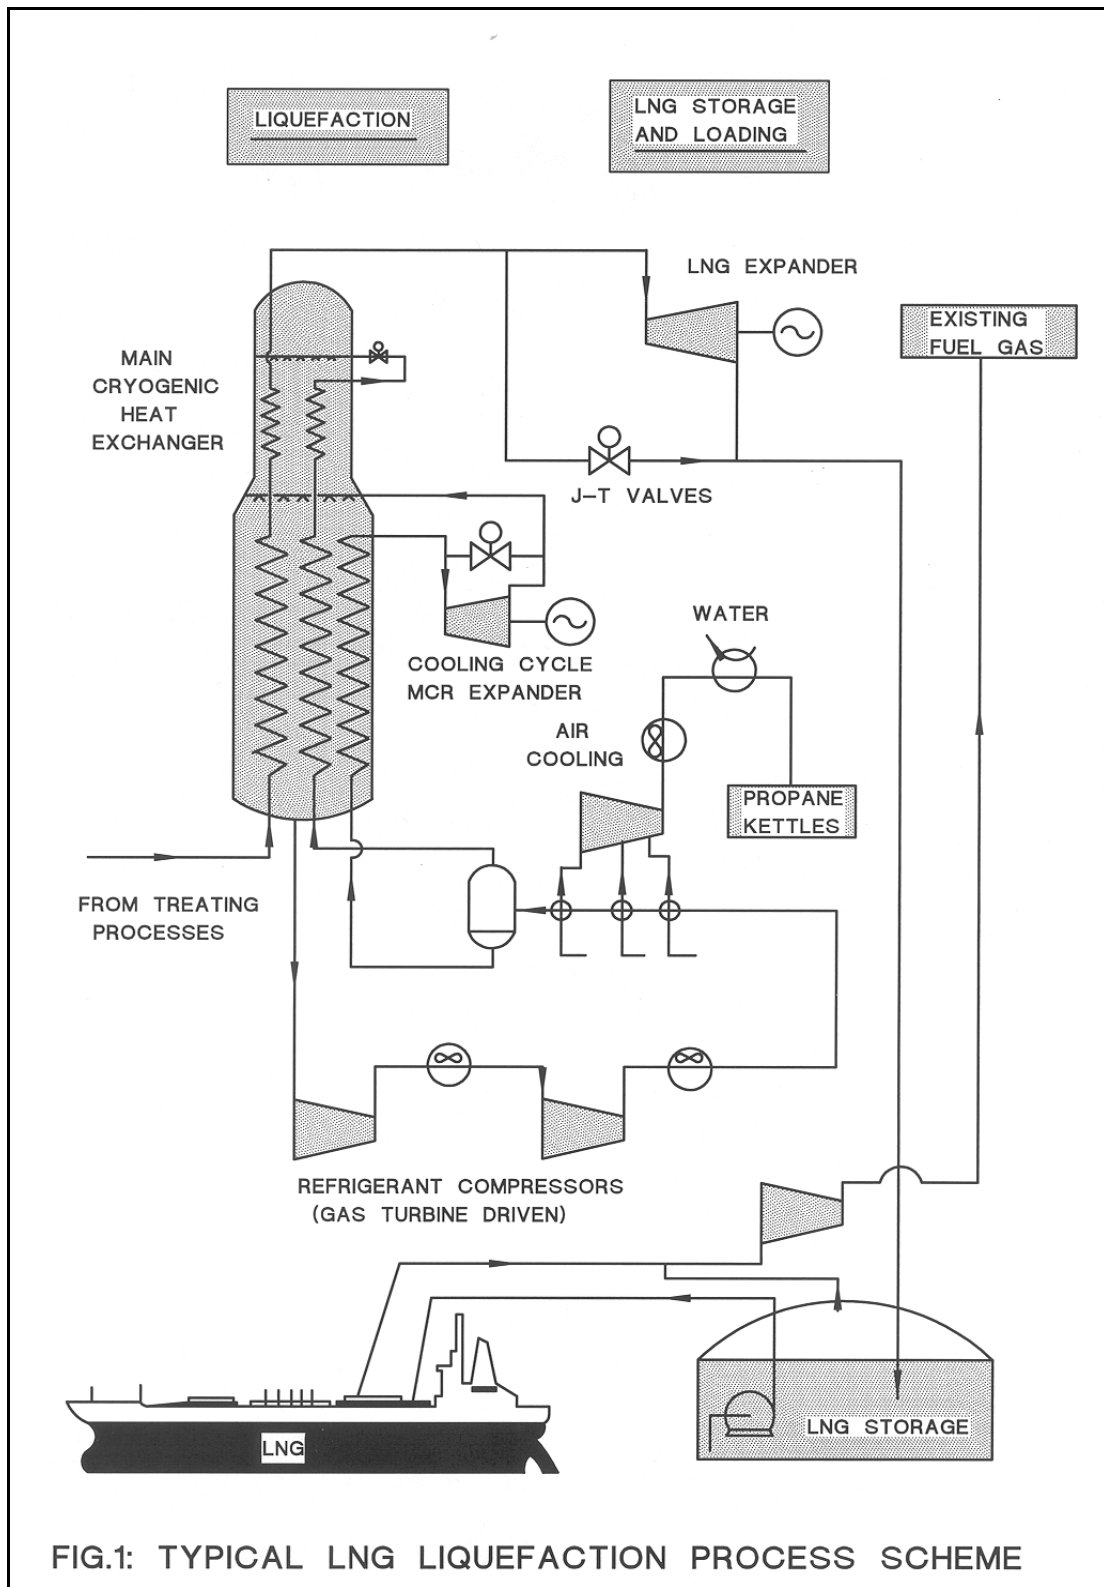 LIQUEFACTION
LNG STORAGE
AND LOADING
LNG EXPANDER
EXISTING
FUEL GAS
MAIN
CRYOGENIC
HEAT
EXCHANGER
J-T VALVES
WATER
COOLING CYCLE
MCR EXPANDER
AIR
COOLING
PROPANE
KETTLES
FROM TREATING
PROCESSES
REFRIGERANT COMPRESSORS
(GAS TURBINE DRIVEN)
LNG STORAGE
LNG
FIG.1: TYPICAL LNG LIQUEFACTION PROCESS SCHEME